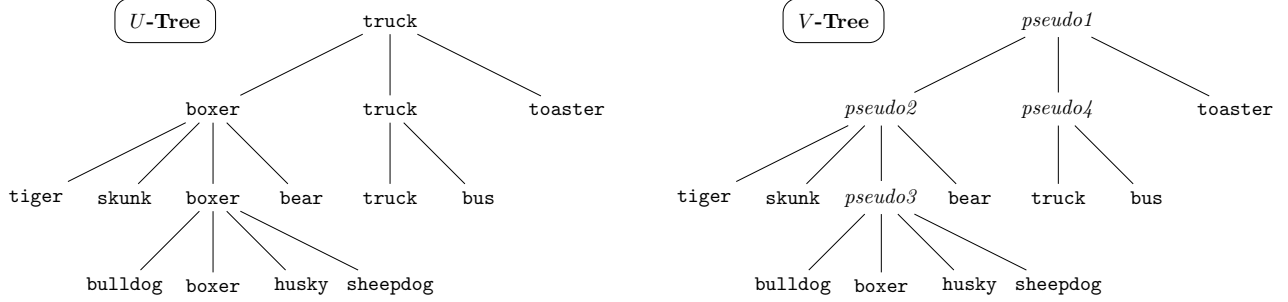 U-Tree truck V-Tree pseudo1
boxer truck toaster pseudo2 pseudo4 toaster
tiger skunk boxer bear truck bus tiger skunk pseudo3 bear truck bus
bulldog boxer husky sheepdog bulldog boxer husky sheepdog